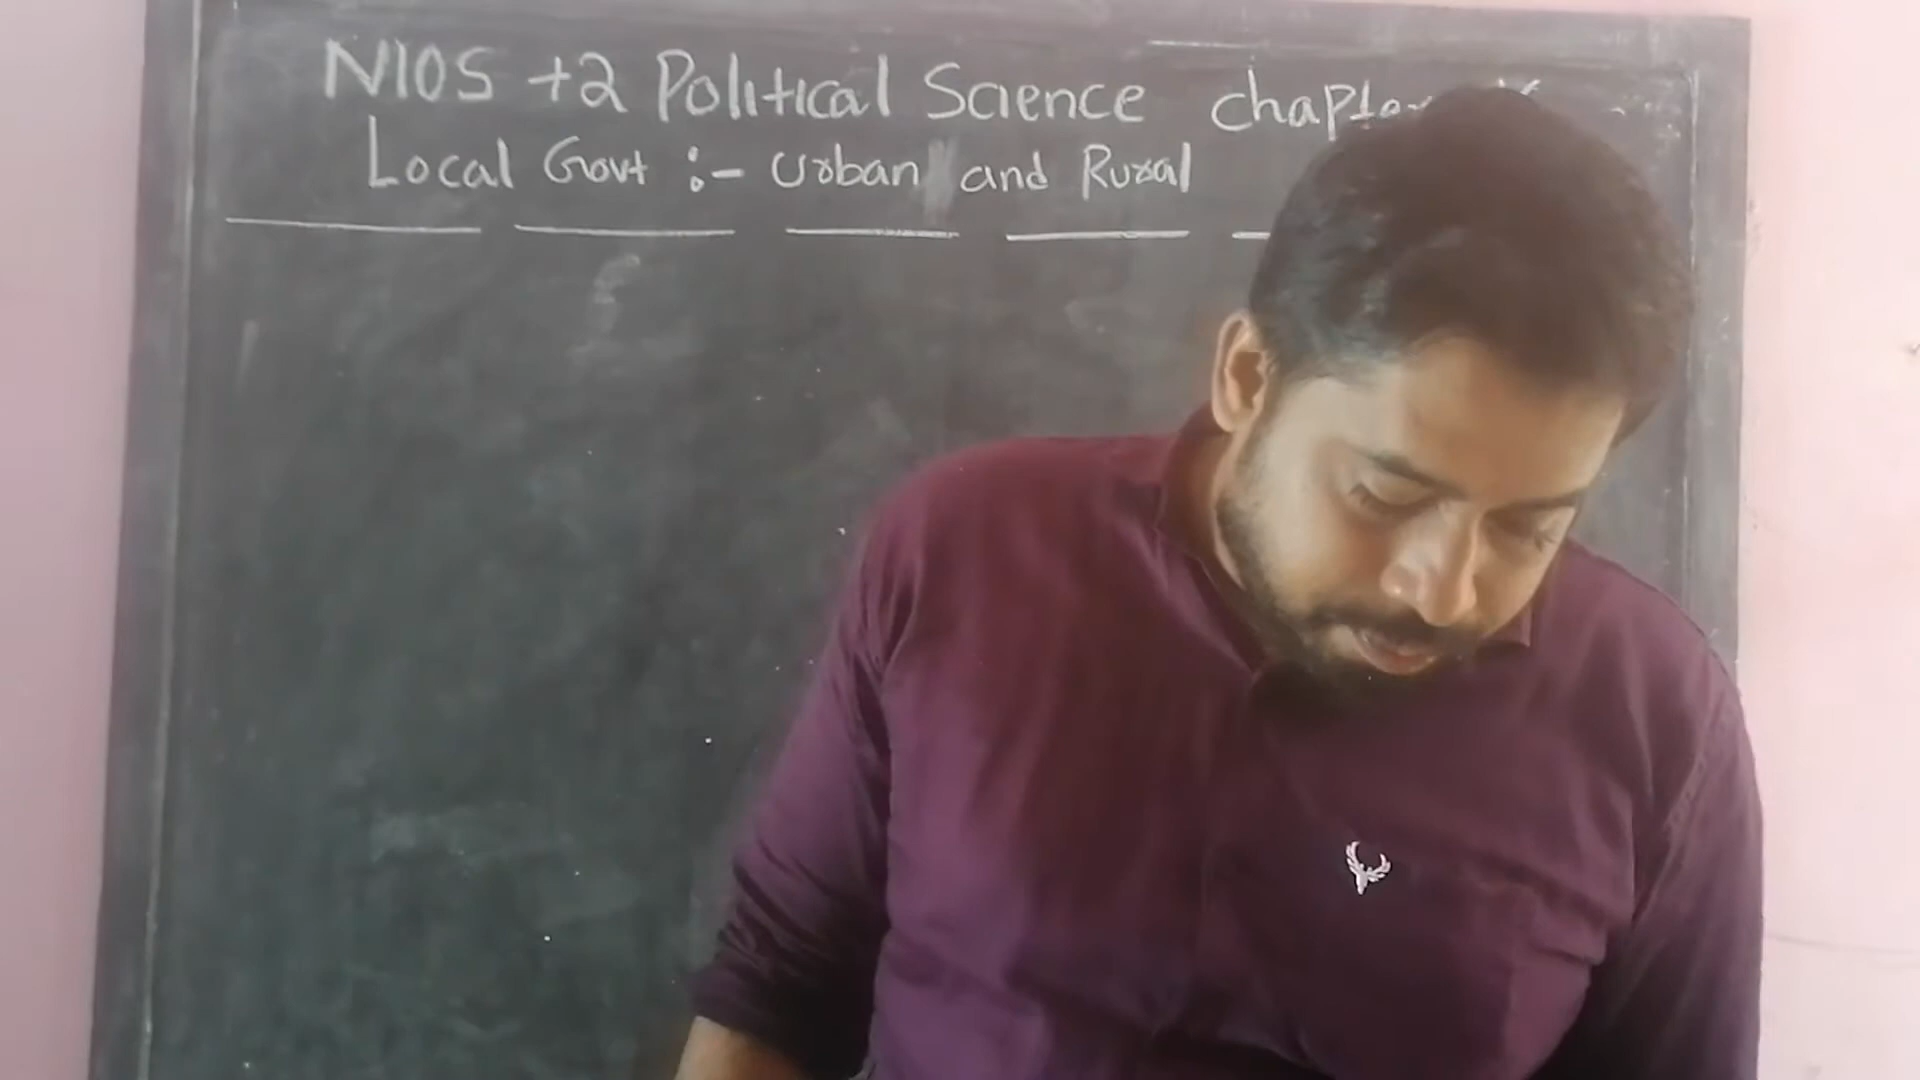 NIOS +2 Political Science chapter
Local Govt :- Urban and Rural